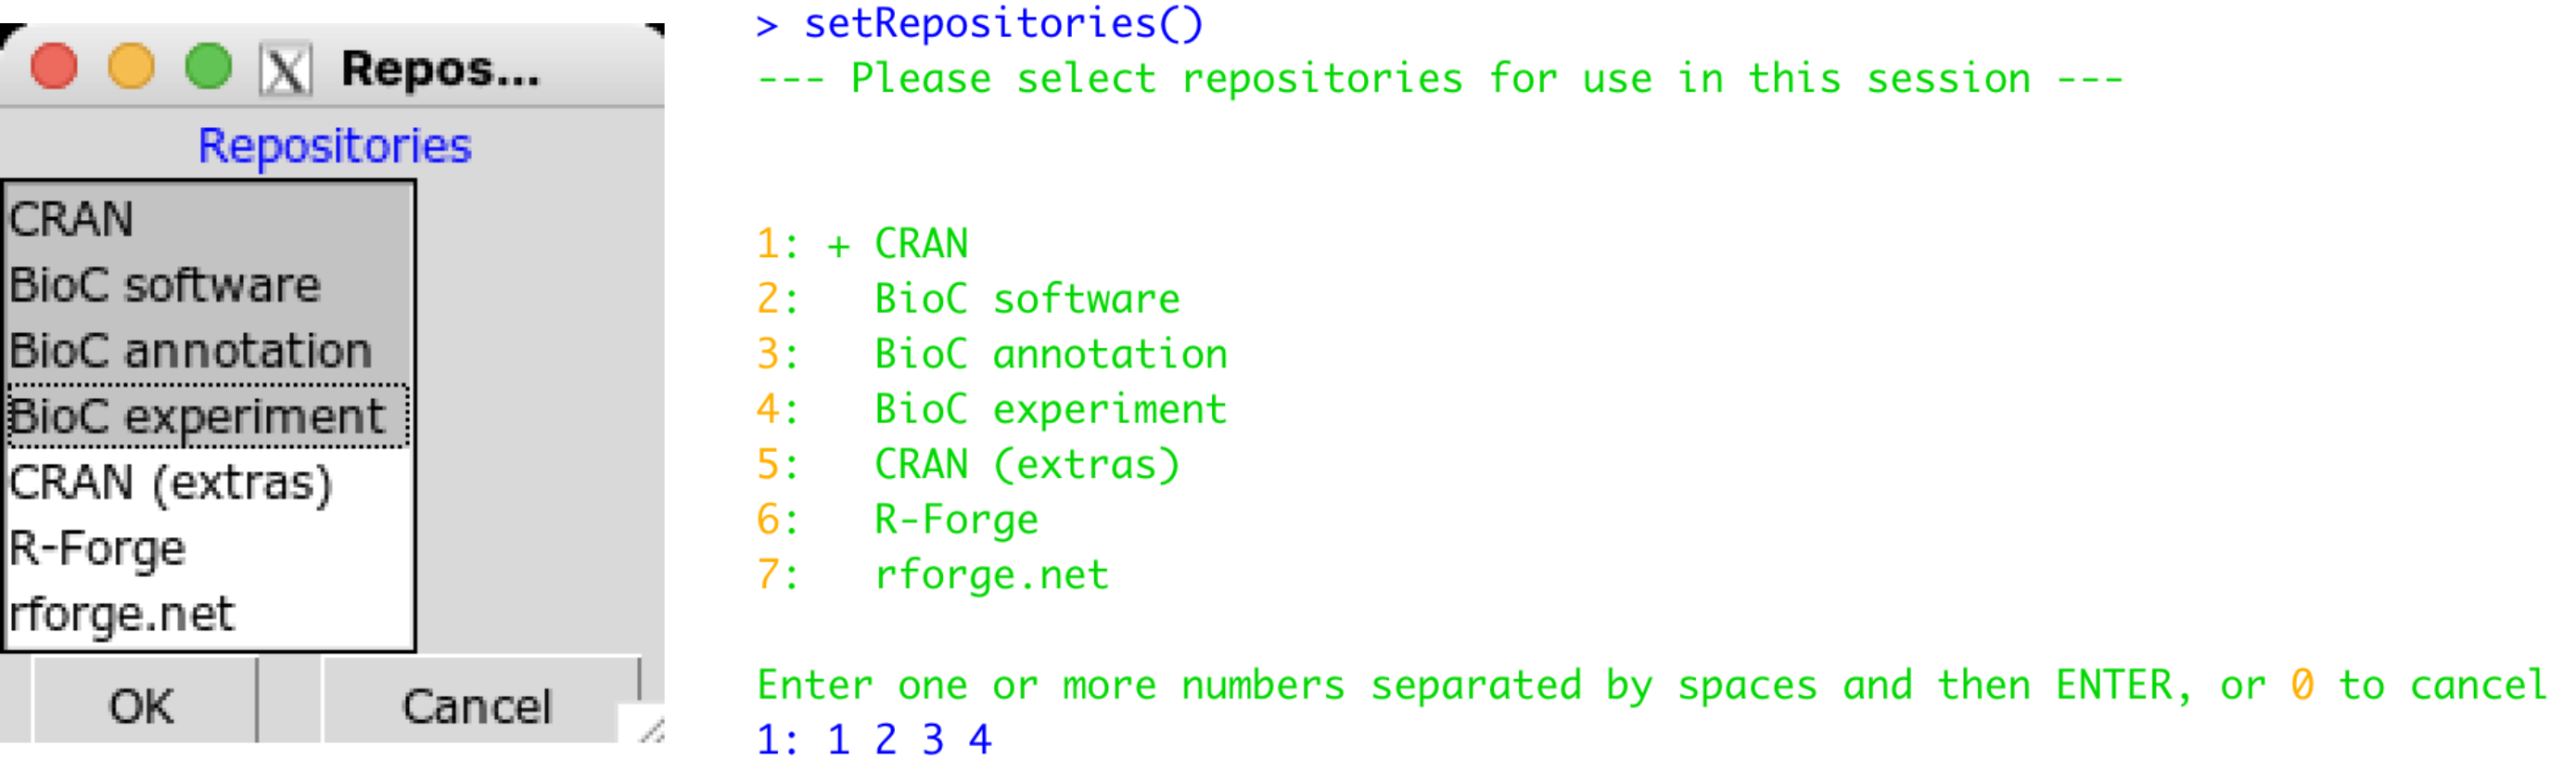 Repos...
Repositories
CRAN
BioC software
BioC annotation
BioC experiment
CRAN (extras)
R-Forge
rforge.net
OK
Cancel
> setRepositories()
--- Please select repositories for use in this session ---
1: + CRAN
2:   BioC software
3:   BioC annotation
4:   BioC experiment
5:   CRAN (extras)
6:   R-Forge
7:   rforge.net
Enter one or more numbers separated by spaces and then ENTER, or 0 to cancel
1: 1 2 3 4